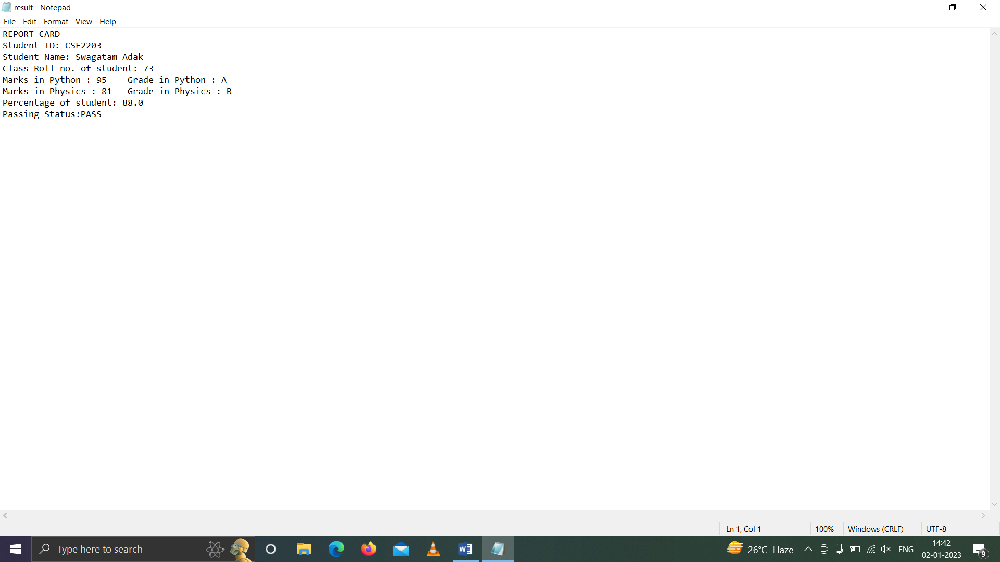 result - Notepad
File Edit Format View Help
REPORT CARD
Student ID: CSE2203
Student Name: Swagatam Adak
Class Roll no. of student: 73
Marks in Python : 95    Grade in Python : A
Marks in Physics : 81   Grade in Physics : B
Percentage of student: 88.0
Passing Status:PASS
Ln 1, Col 1 100% Windows (CRLF) UTF-8
Type here to search
26°C Haze ENG
14:42
02-01-2023
9